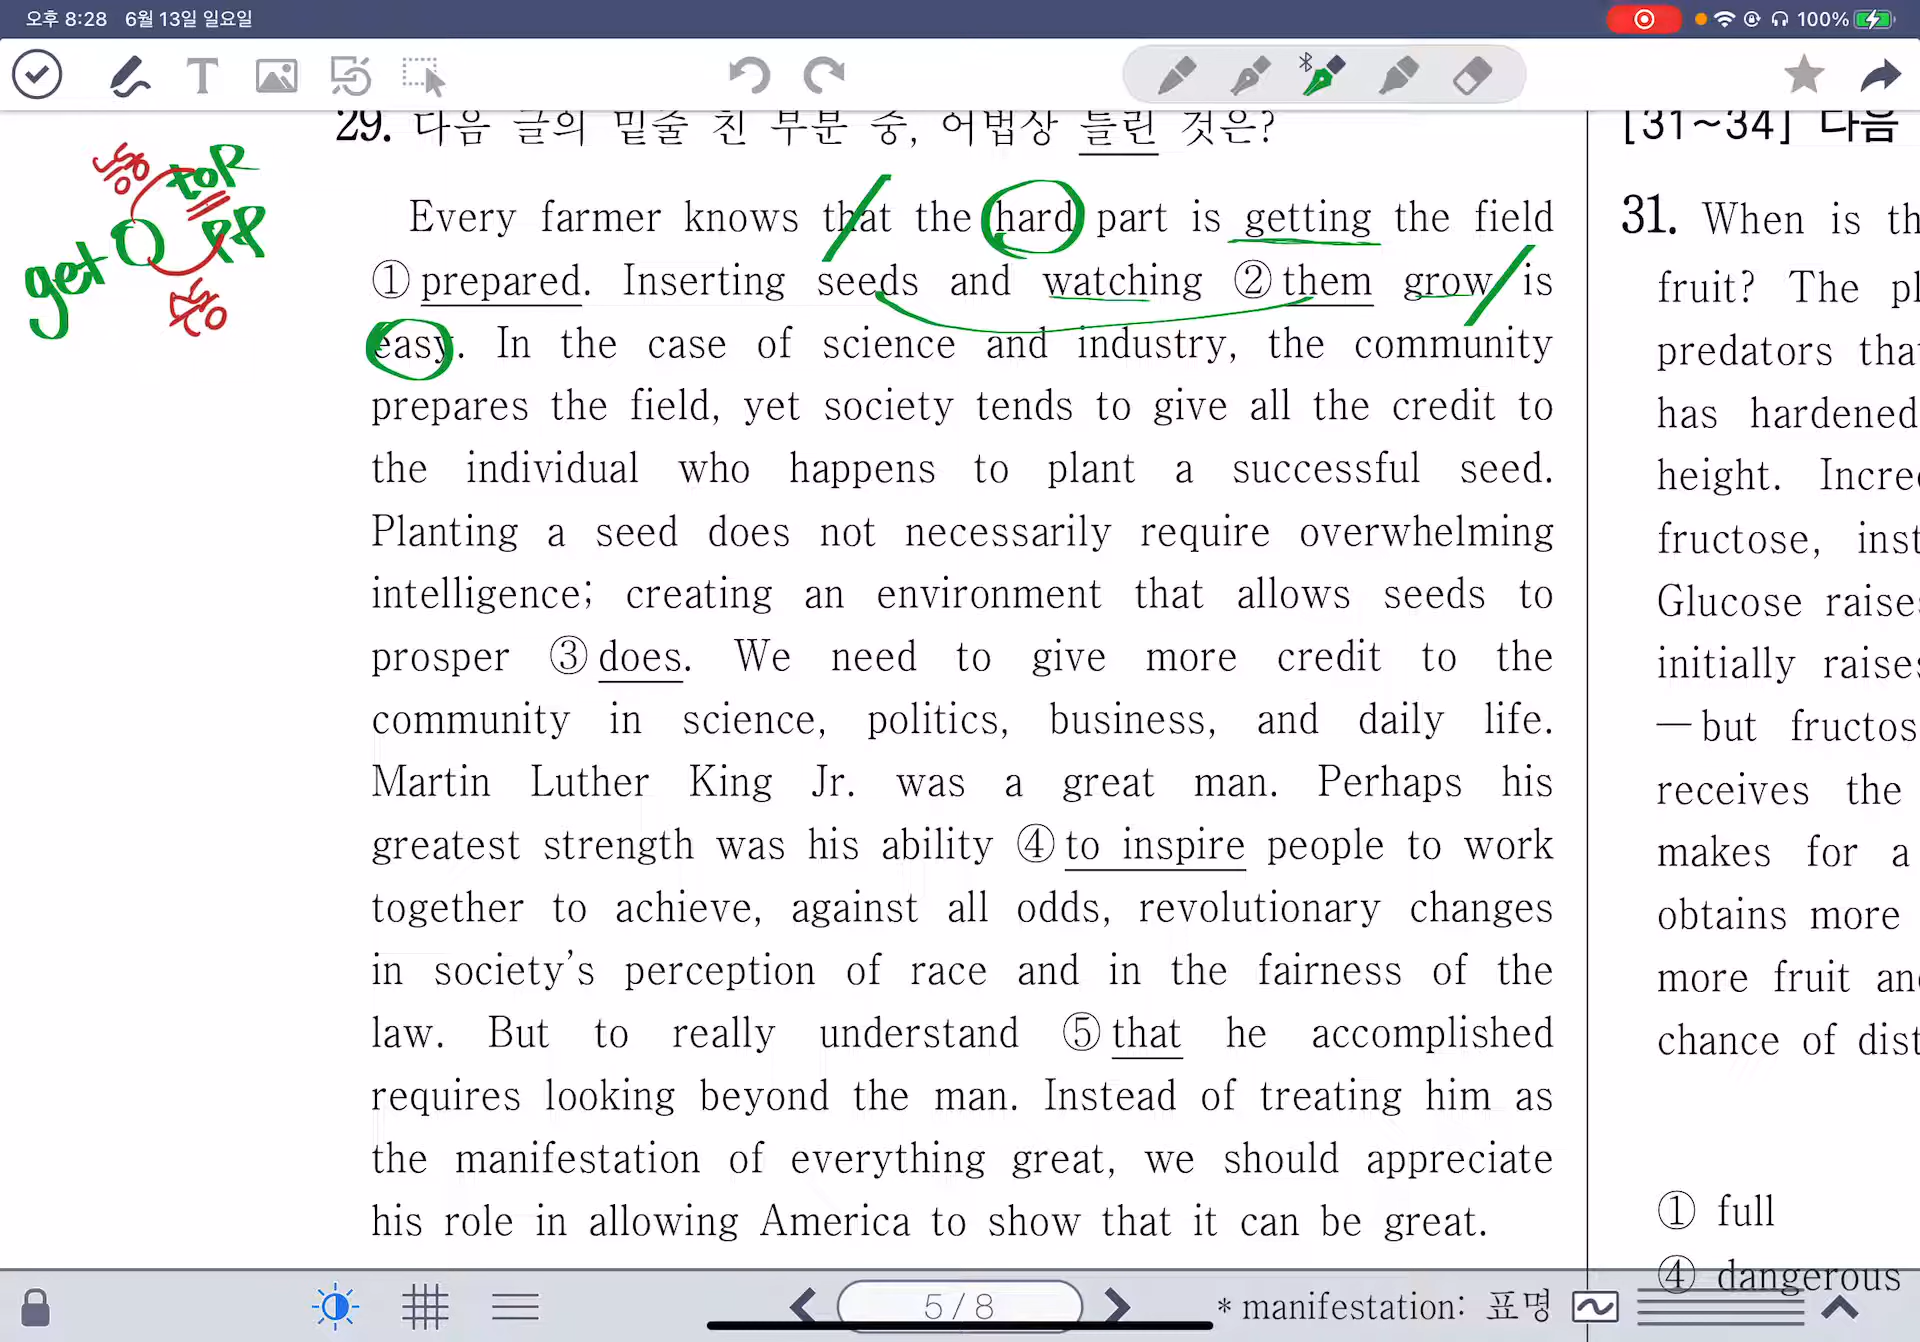 오후 8:28 6월 13일 일요일
100%
29. 다음 글의 밑줄 친 부분 중, 어법상 틀린 것은?
[31~34] 다음
능동
to R
get O
PP
수동
Every farmer knows that the hard part is getting the field
① prepared. Inserting seeds and watching ② them grow is
easy. In the case of science and industry, the community
prepares the field, yet society tends to give all the credit to
the individual who happens to plant a successful seed.
Planting a seed does not necessarily require overwhelming
intelligence; creating an environment that allows seeds to
prosper ③ does. We need to give more credit to the
community in science, politics, business, and daily life.
Martin Luther King Jr. was a great man. Perhaps his
greatest strength was his ability ④ to inspire people to work
together to achieve, against all odds, revolutionary changes
in society's perception of race and in the fairness of the
law. But to really understand ⑤ that he accomplished
requires looking beyond the man. Instead of treating him as
the manifestation of everything great, we should appreciate
his role in allowing America to show that it can be great.
* manifestation: 표명
31. When is th
fruit? The pl
predators tha
has hardened
height. Incre
fructose, inst
Glucose raise
initially raise
—but fructos
receives the
makes for a
obtains more
more fruit an
chance of dist
① full
④ dangerous
5 / 8